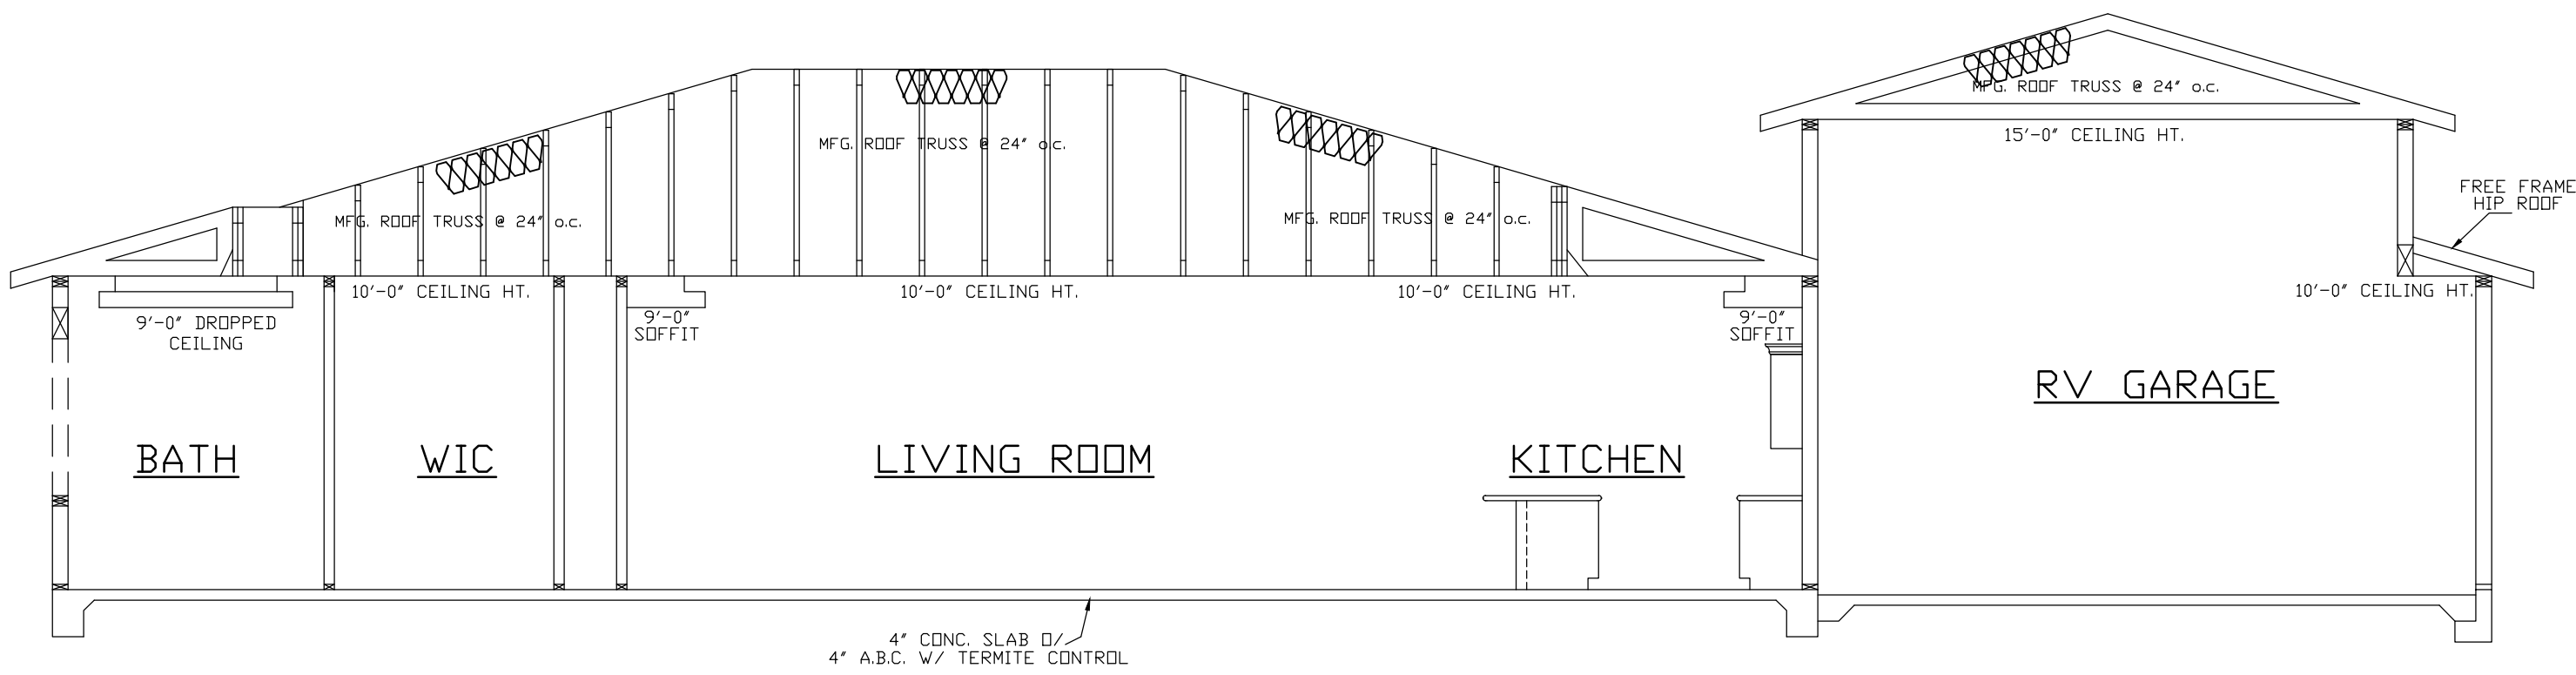 MFG. ROOF TRUSS @ 24" o.c.
15'-0" CEILING HT.
MFG. ROOF TRUSS @ 24" o.c.
FREE FRAME
HIP ROOF
MFG. ROOF TRUSS @ 24" o.c.
MFG. ROOF TRUSS @ 24" o.c.
10'-0" CEILING HT.
10'-0" CEILING HT.
10'-0" CEILING HT.
10'-0" CEILING HT.
9'-0" DROPPED
CEILING
9'-0"
SOFFIT
9'-0"
SOFFIT
RV GARAGE
BATH
WIC
LIVING ROOM
KITCHEN
4" CONC. SLAB O/
4" A.B.C. W/ TERMITE CONTROL